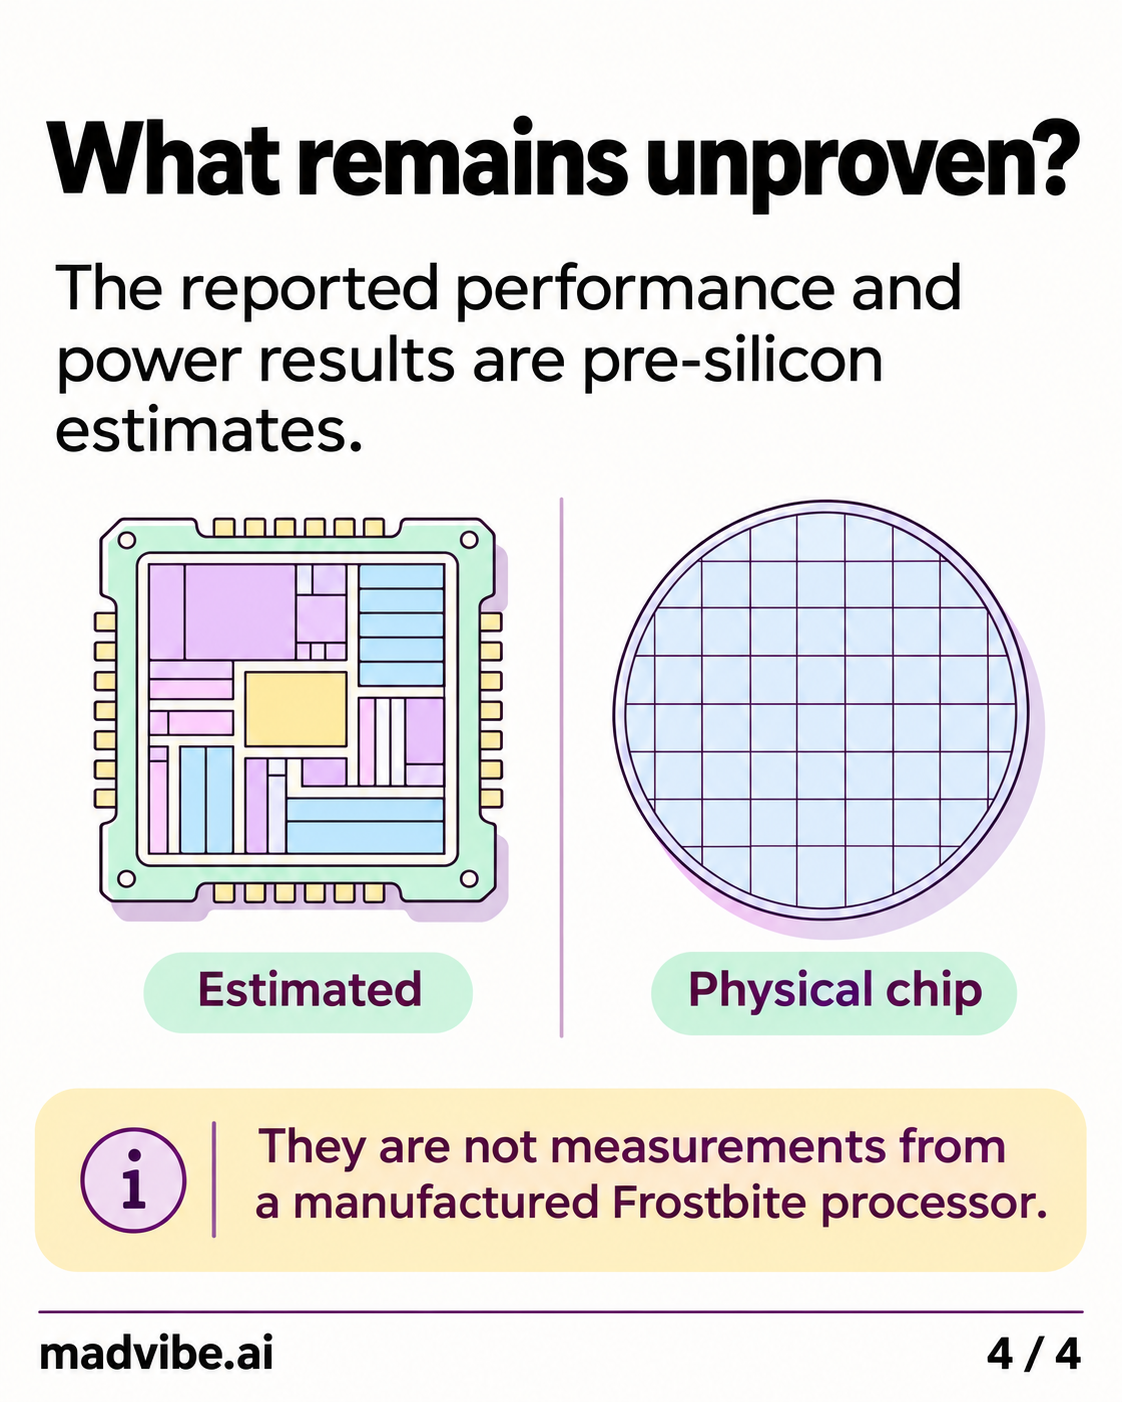 What remains unproven?
The reported performance and
power results are pre-silicon
estimates.
Estimated
Physical chip
i
They are not measurements from
a manufactured Frostbite processor.
madvibe.ai
4 / 4